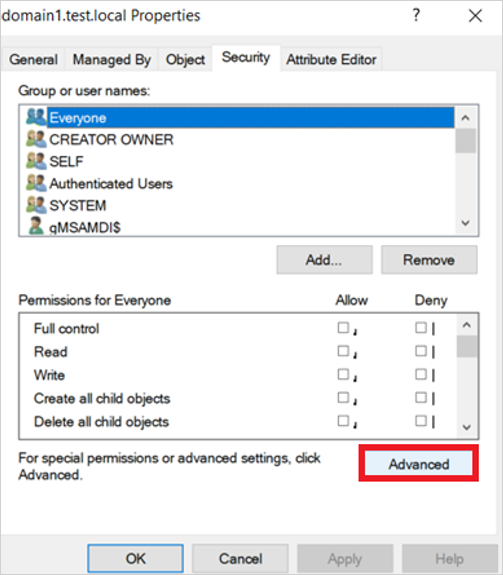 domain1.test.local Properties ?
General Managed By Object Security Attribute Editor
Group or user names:
Everyone
CREATOR OWNER
SELF
Authenticated Users
SYSTEM
gMSAMDI$
Add... Remove
Permissions for Everyone Allow Deny
Full control
Read
Write
Create all child objects
Delete all child objects
For special permissions or advanced settings, click
Advanced.
Advanced
OK Cancel Apply Help